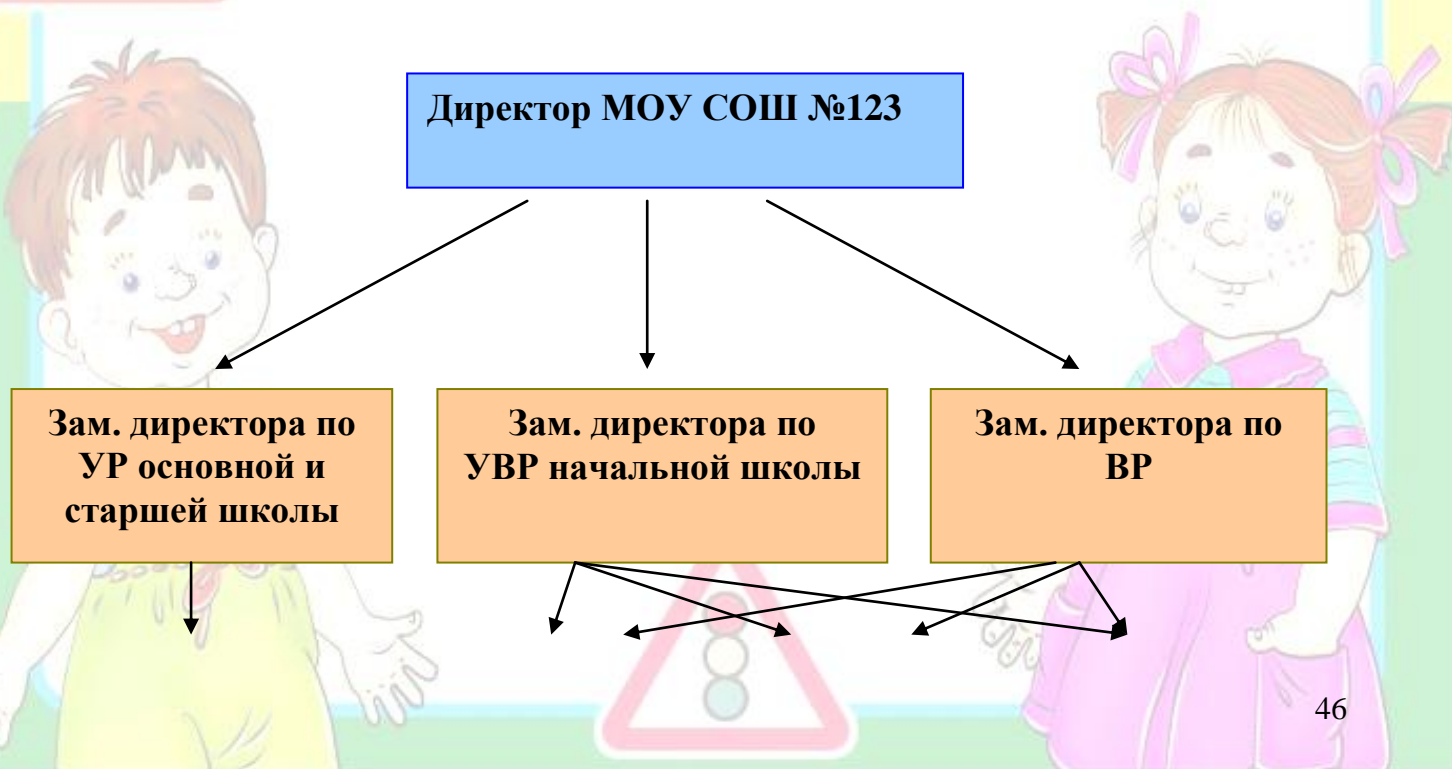 Директор МОУ СОШ №123
Зам. директора по
УР основной и
старшей школы
Зам. директора по
УВР начальной школы
Зам. директора по
ВР
46